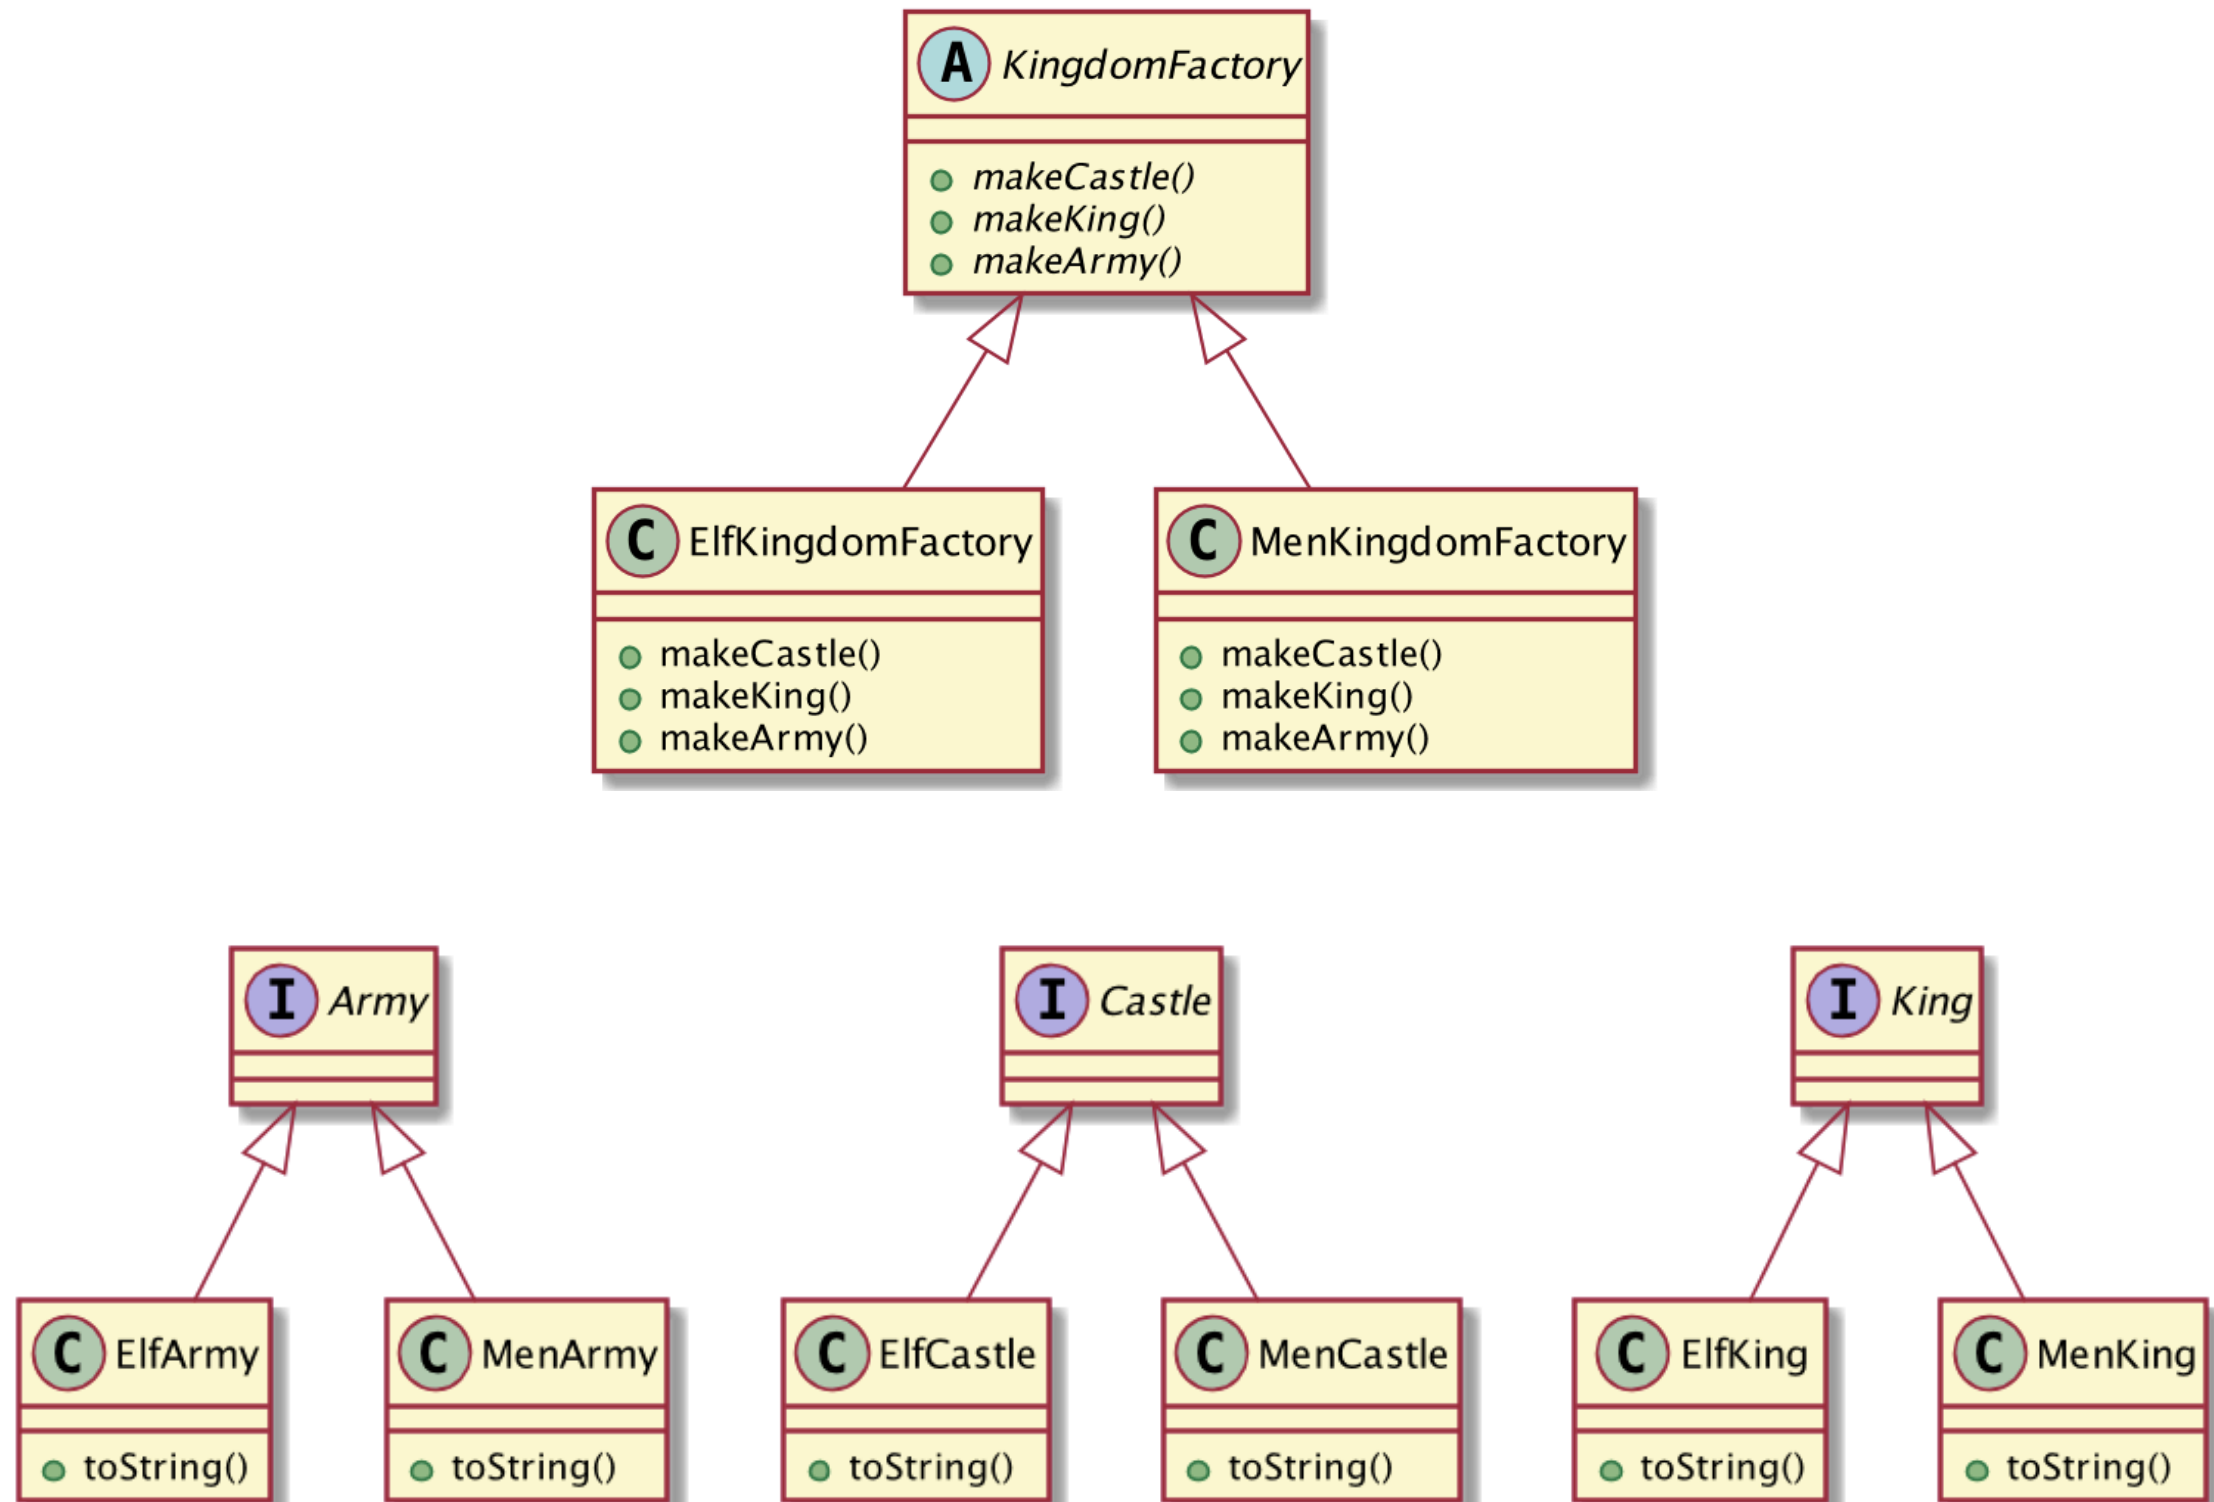 A KingdomFactory
makeCastle()
makeKing()
makeArmy()
C ElfKingdomFactory
makeCastle()
makeKing()
makeArmy()
C MenKingdomFactory
makeCastle()
makeKing()
makeArmy()
I Army
I Castle
I King
C ElfArmy
toString()
C MenArmy
toString()
C ElfCastle
toString()
C MenCastle
toString()
C ElfKing
toString()
C MenKing
toString()